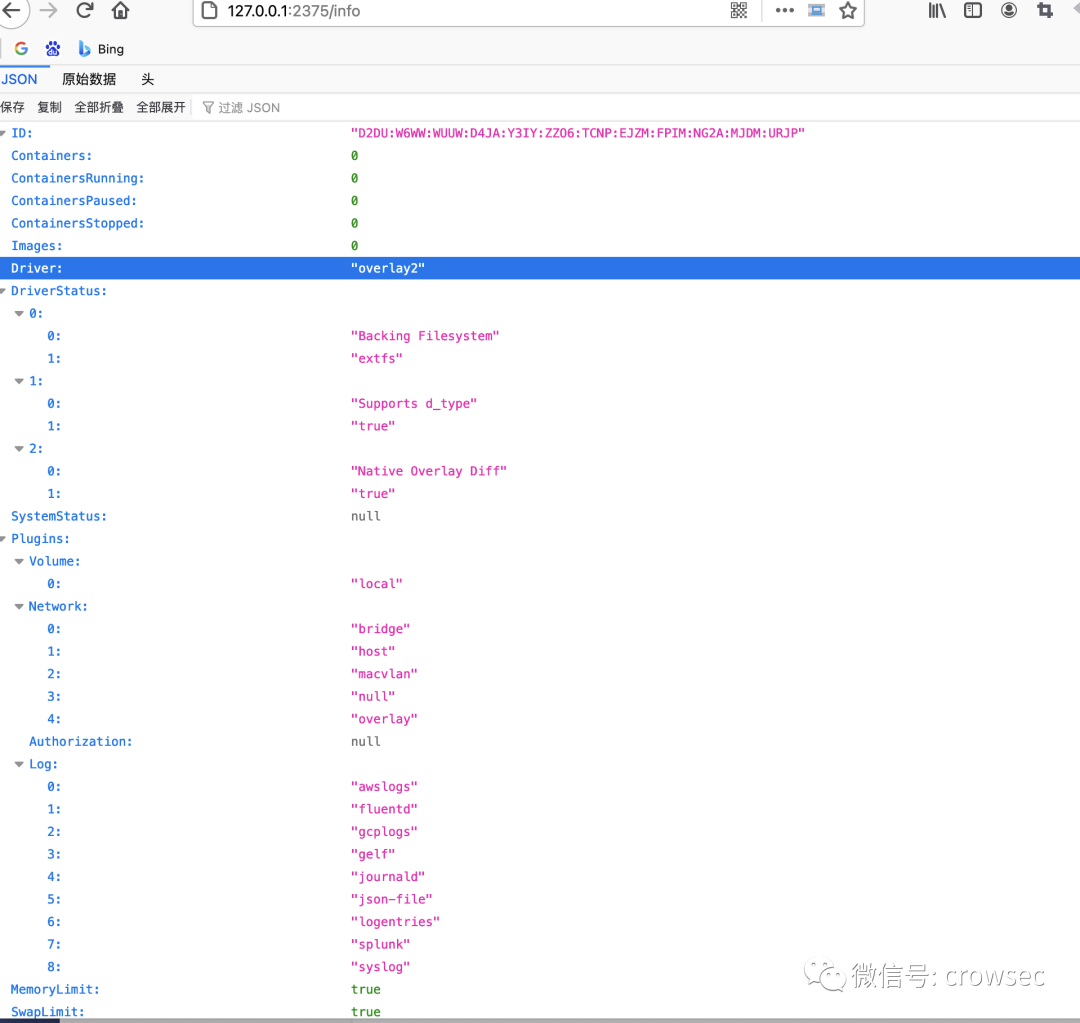 127.0.0.1:2375/info
Bing
JSON 原始数据 头
保存 复制 全部折叠 全部展开 过滤 JSON
ID: "D2DU:W6WW:WUUW:D4JA:Y3IY:ZZO6:TCNP:EJZM:FPIM:NG2A:MJDM:URJP"
Containers: 0
ContainersRunning: 0
ContainersPaused: 0
ContainersStopped: 0
Images: 0
Driver: "overlay2"
DriverStatus:
0:
0: "Backing Filesystem"
1: "extfs"
1:
0: "Supports d_type"
1: "true"
2:
0: "Native Overlay Diff"
1: "true"
SystemStatus: null
Plugins:
Volume:
0: "local"
Network:
0: "bridge"
1: "host"
2: "macvlan"
3: "null"
4: "overlay"
Authorization: null
Log:
0: "awslogs"
1: "fluentd"
2: "gcplogs"
3: "gelf"
4: "journald"
5: "json-file"
6: "logentries"
7: "splunk"
8: "syslog"
微信号: crowsec
MemoryLimit: true
SwapLimit: true